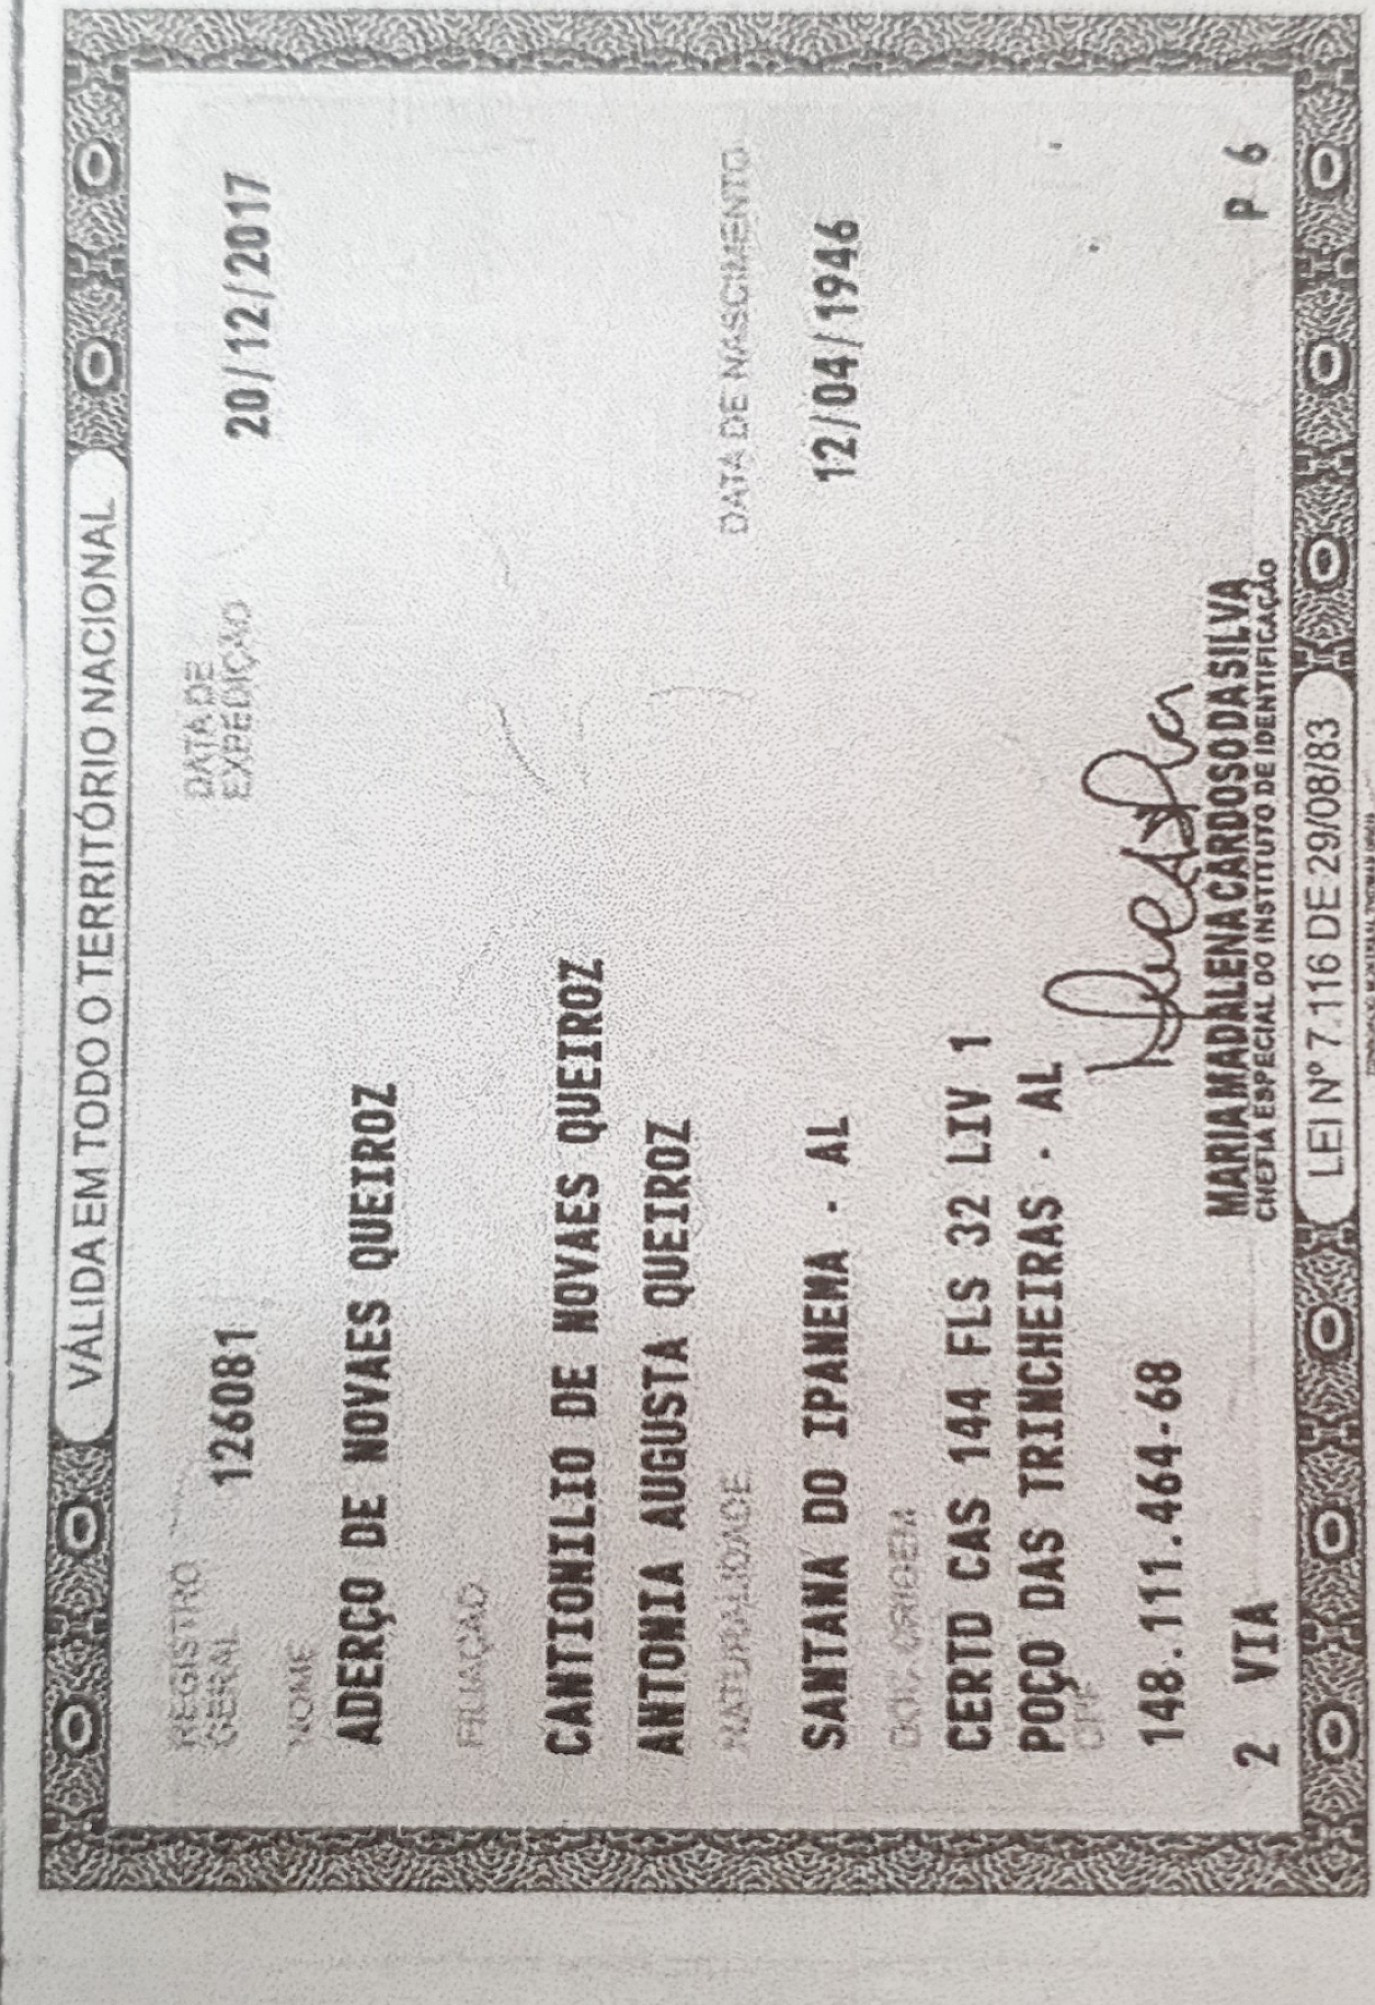 VÁLIDA EM TODO O TERRITÓRIO NACIONAL
REGISTRO GERAL 126081 DATA DE EXPEDIÇÃO 20/12/2017
NOME
ADERÇO DE NOVAES QUEIROZ
FILIAÇÃO
CANTIONILIO DE NOVAES QUEIROZ
ANTONIA AUGUSTA QUEIROZ
NATURALIDADE DATA DE NASCIMENTO
SANTANA DO IPANEMA - AL 12/04/1946
DOC. ORIGEM
CERTD CAS 144 FLS 32 LIV 1
POÇO DAS TRINCHEIRAS - AL
CPF
148.111.464-68
2 VIA P 6
MARIA MADALENA CARDOSO DA SILVA
CHEFIA ESPECIAL DO INSTITUTO DE IDENTIFICAÇÃO
LEI Nº 7.116 DE 29/08/83